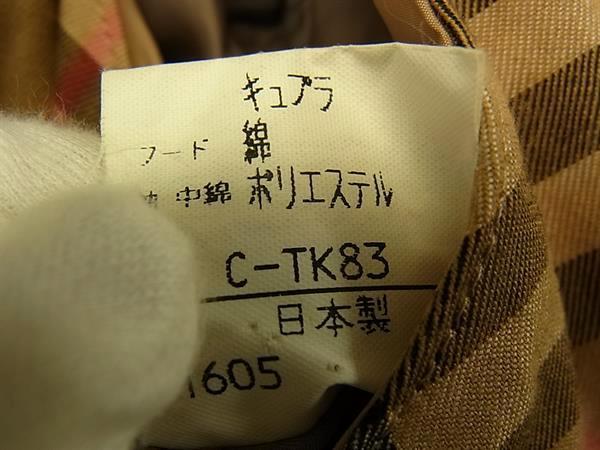 キュプラ
フード 綿
中綿 ポリエステル
C-TK83
日本製
1605